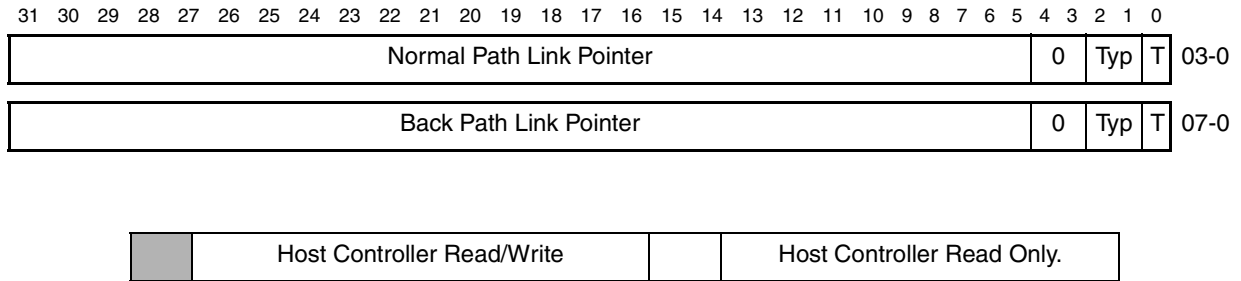 31 30 29 28 27 26 25 24 23 22 21 20 19 18 17 16 15 14 13 12 11 10 9 8 7 6 5 4 3 2 1 0
Normal Path Link Pointer 0 Typ T 03-0
Back Path Link Pointer 0 Typ T 07-0
Host Controller Read/Write Host Controller Read Only.